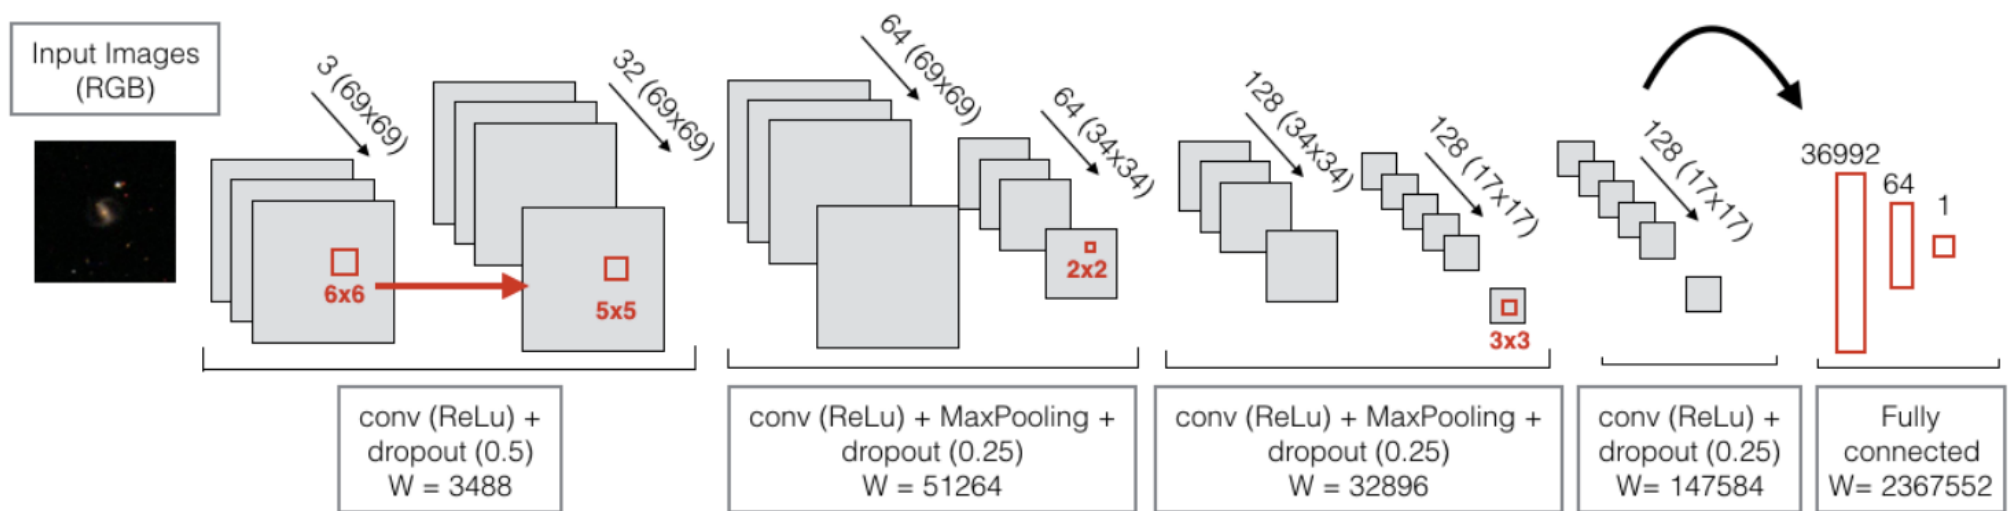 Input Images
(RGB)
3 (69x69)
32 (69x69)
6x6
5x5
conv (ReLu) +
dropout (0.5)
W = 3488
64 (69x69)
64 (34x34)
2x2
conv (ReLu) + MaxPooling +
dropout (0.25)
W = 51264
128 (34x34)
128 (17x17)
3x3
conv (ReLu) + MaxPooling +
dropout (0.25)
W = 32896
128 (17x17)
conv (ReLu) +
dropout (0.25)
W= 147584
36992
64
1
Fully
connected
W= 2367552